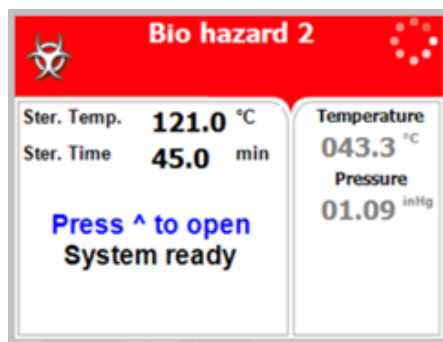 Bio hazard 2
Ster. Temp. 121.0 °C
Ster. Time 45.0 min
Press ^ to open
System ready
Temperature
043.3 °C
Pressure
01.09 inHg